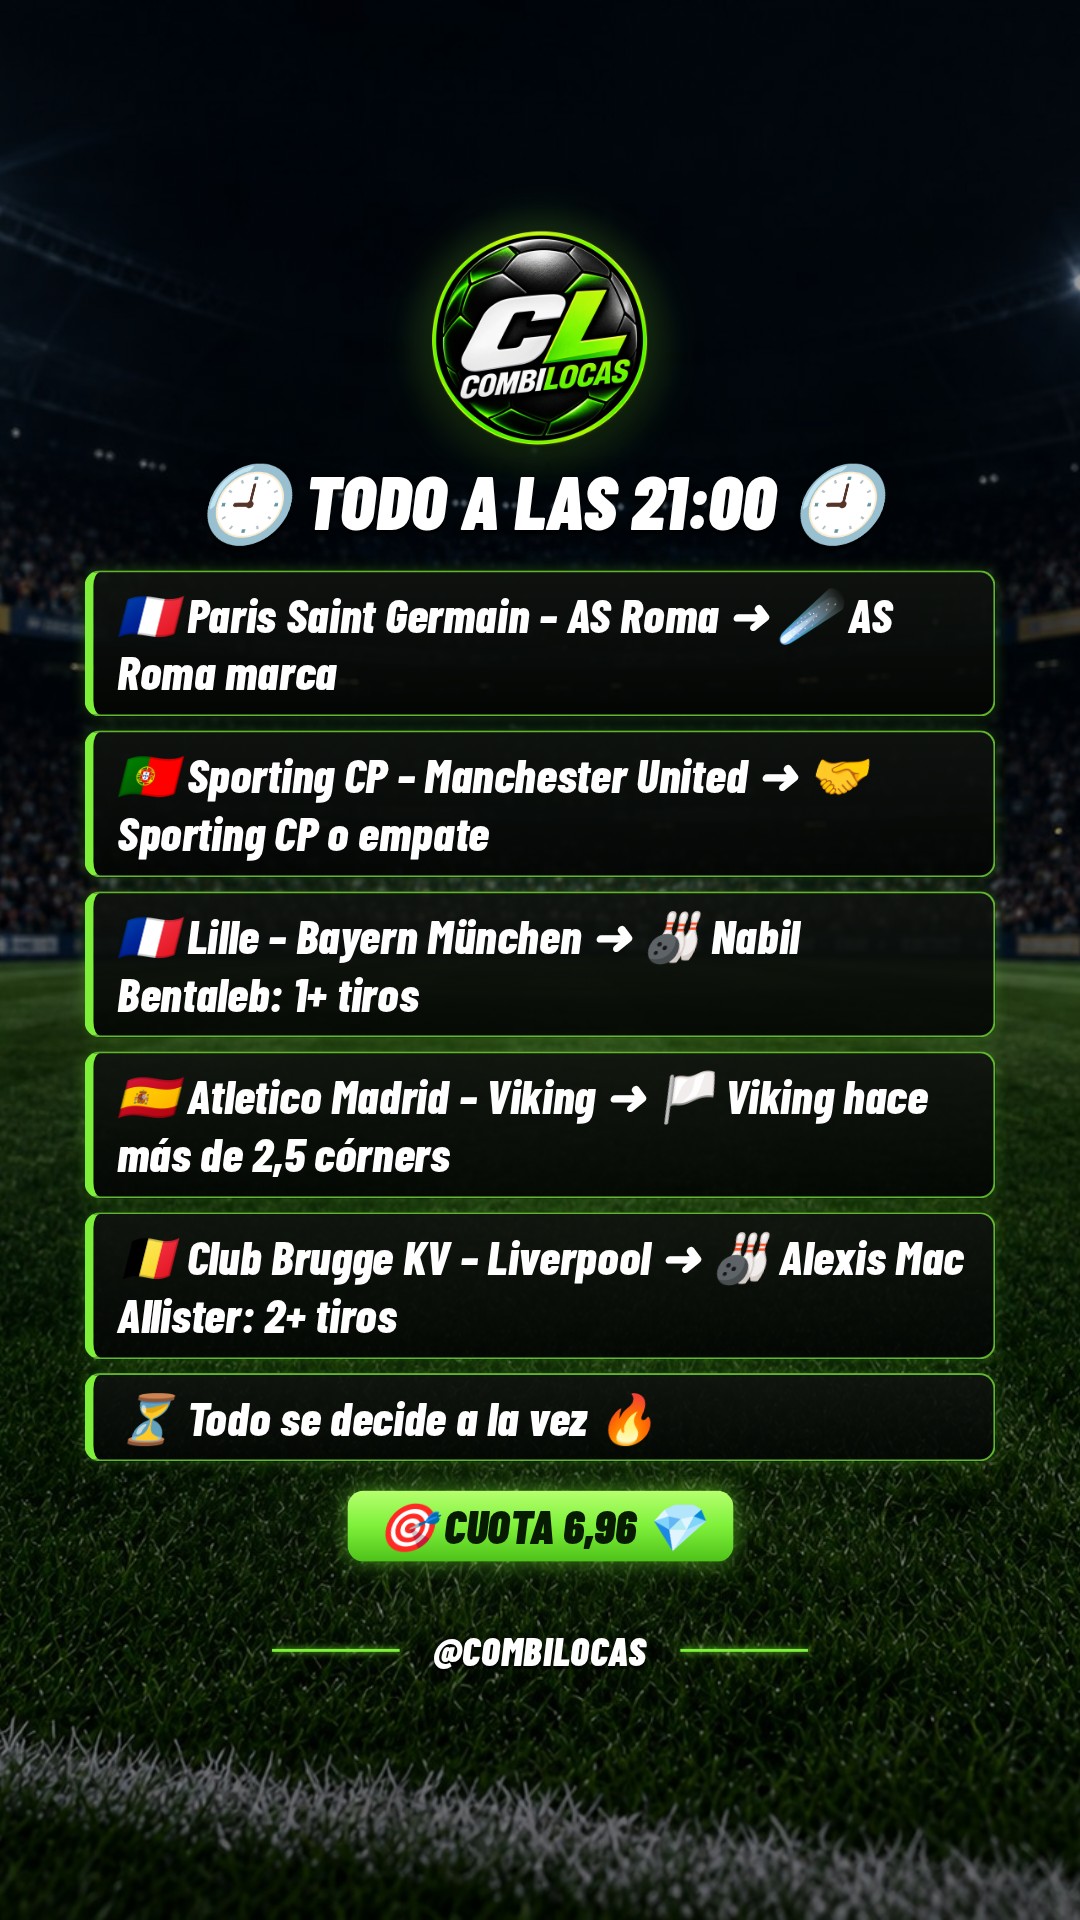 CL
COMBILOCAS
🕘 TODO A LAS 21:00 🕘
🇫🇷 Paris Saint Germain - AS Roma ➜ ☄️ AS
Roma marca
🇵🇹 Sporting CP - Manchester United ➜ 🤝
Sporting CP o empate
🇫🇷 Lille - Bayern München ➜ 🎳 Nabil
Bentaleb: 1+ tiros
🇪🇸 Atletico Madrid - Viking ➜ 🏳️ Viking hace
más de 2,5 córners
🇧🇪 Club Brugge KV - Liverpool ➜ 🎳 Alexis Mac
Allister: 2+ tiros
⏳ Todo se decide a la vez 🔥
🎯 CUOTA 6,96 💎
@COMBILOCAS